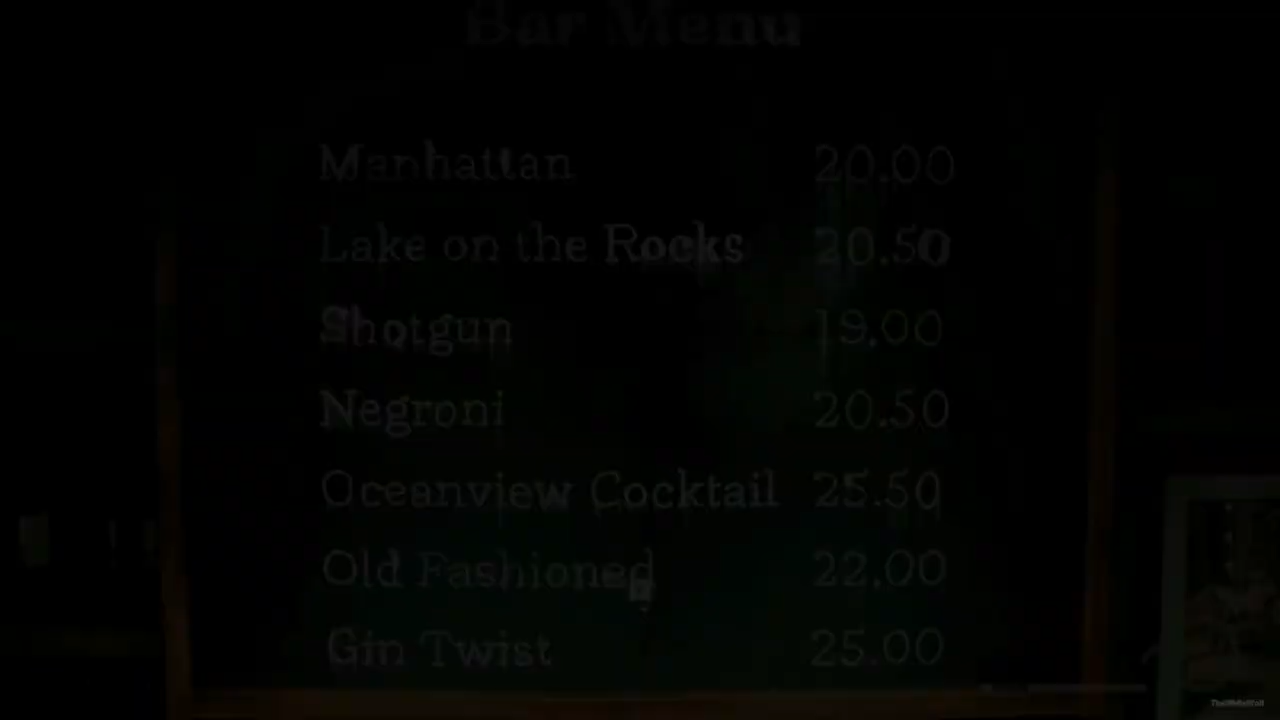 Bar Menu
Manhattan 20.00
Lake on the Rocks 20.50
Shotgun 19.00
Negroni 20.50
Oceanview Cocktail 25.50
Old Fashioned 22.00
Gin Twist 25.00